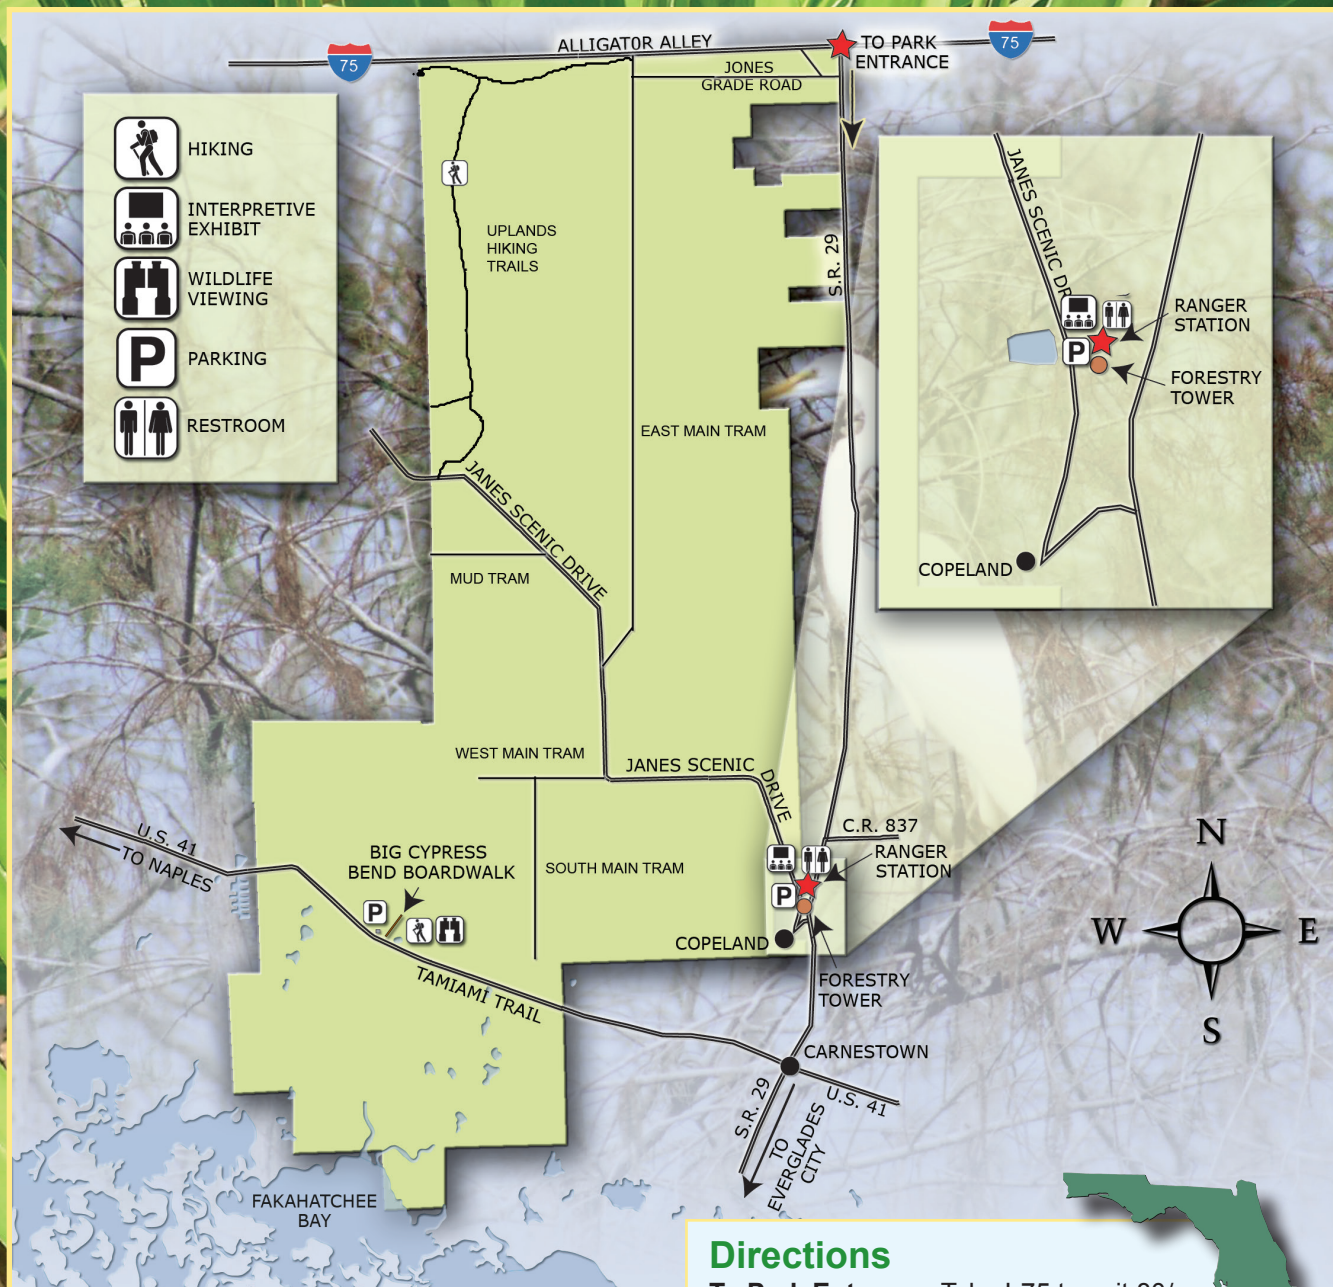 ALLIGATOR ALLEY
75
75
TO PARK
ENTRANCE
JONES
GRADE ROAD
HIKING
INTERPRETIVE
EXHIBIT
WILDLIFE
VIEWING
P
PARKING
RESTROOM
UPLANDS
HIKING
TRAILS
S.R. 29
EAST MAIN TRAM
JANES SCENIC DRIVE
MUD TRAM
WEST MAIN TRAM
JANES SCENIC DRIVE
SOUTH MAIN TRAM
JANES SCENIC DR
RANGER
STATION
P
FORESTRY
TOWER
COPELAND
C.R. 837
RANGER
STATION
P
COPELAND
FORESTRY
TOWER
U.S. 41
TO NAPLES
BIG CYPRESS
BEND BOARDWALK
P
TAMIAMI TRAIL
CARNESTOWN
S.R. 29
U.S. 41
TO
EVERGLADES
CITY
FAKAHATCHEE
BAY
N
W
E
S
Directions